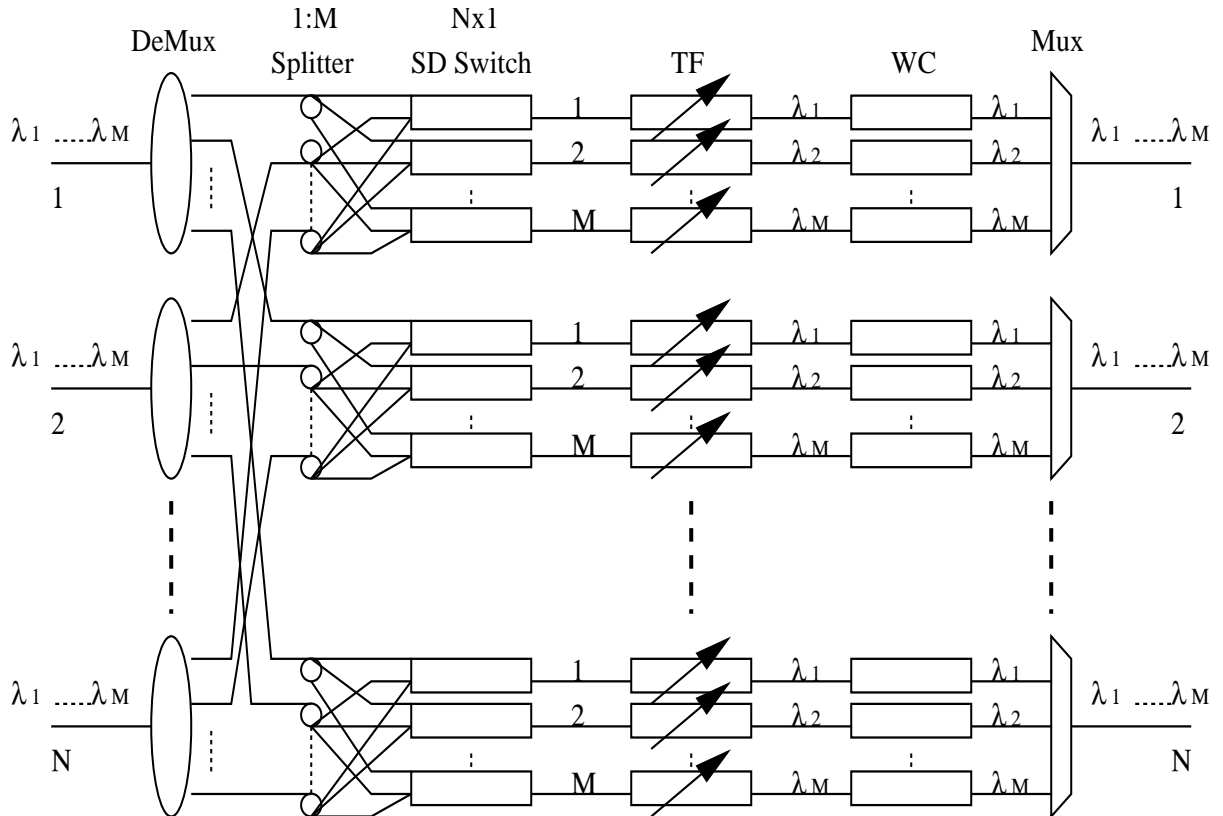 1:M Nx1
DeMux Splitter SD Switch TF WC Mux
λ1 ......λM 1 λ1 λ1 λ1 ......λM
2 λ2 λ2
1 1
M λM λM
1 λ1 λ1
λ1 ......λM 2 λ2 λ2 λ1 ......λM
2 2
M λM λM
1 λ1 λ1
λ1 ......λM 2 λ2 λ2 λ1 ......λM
N N
M λM λM